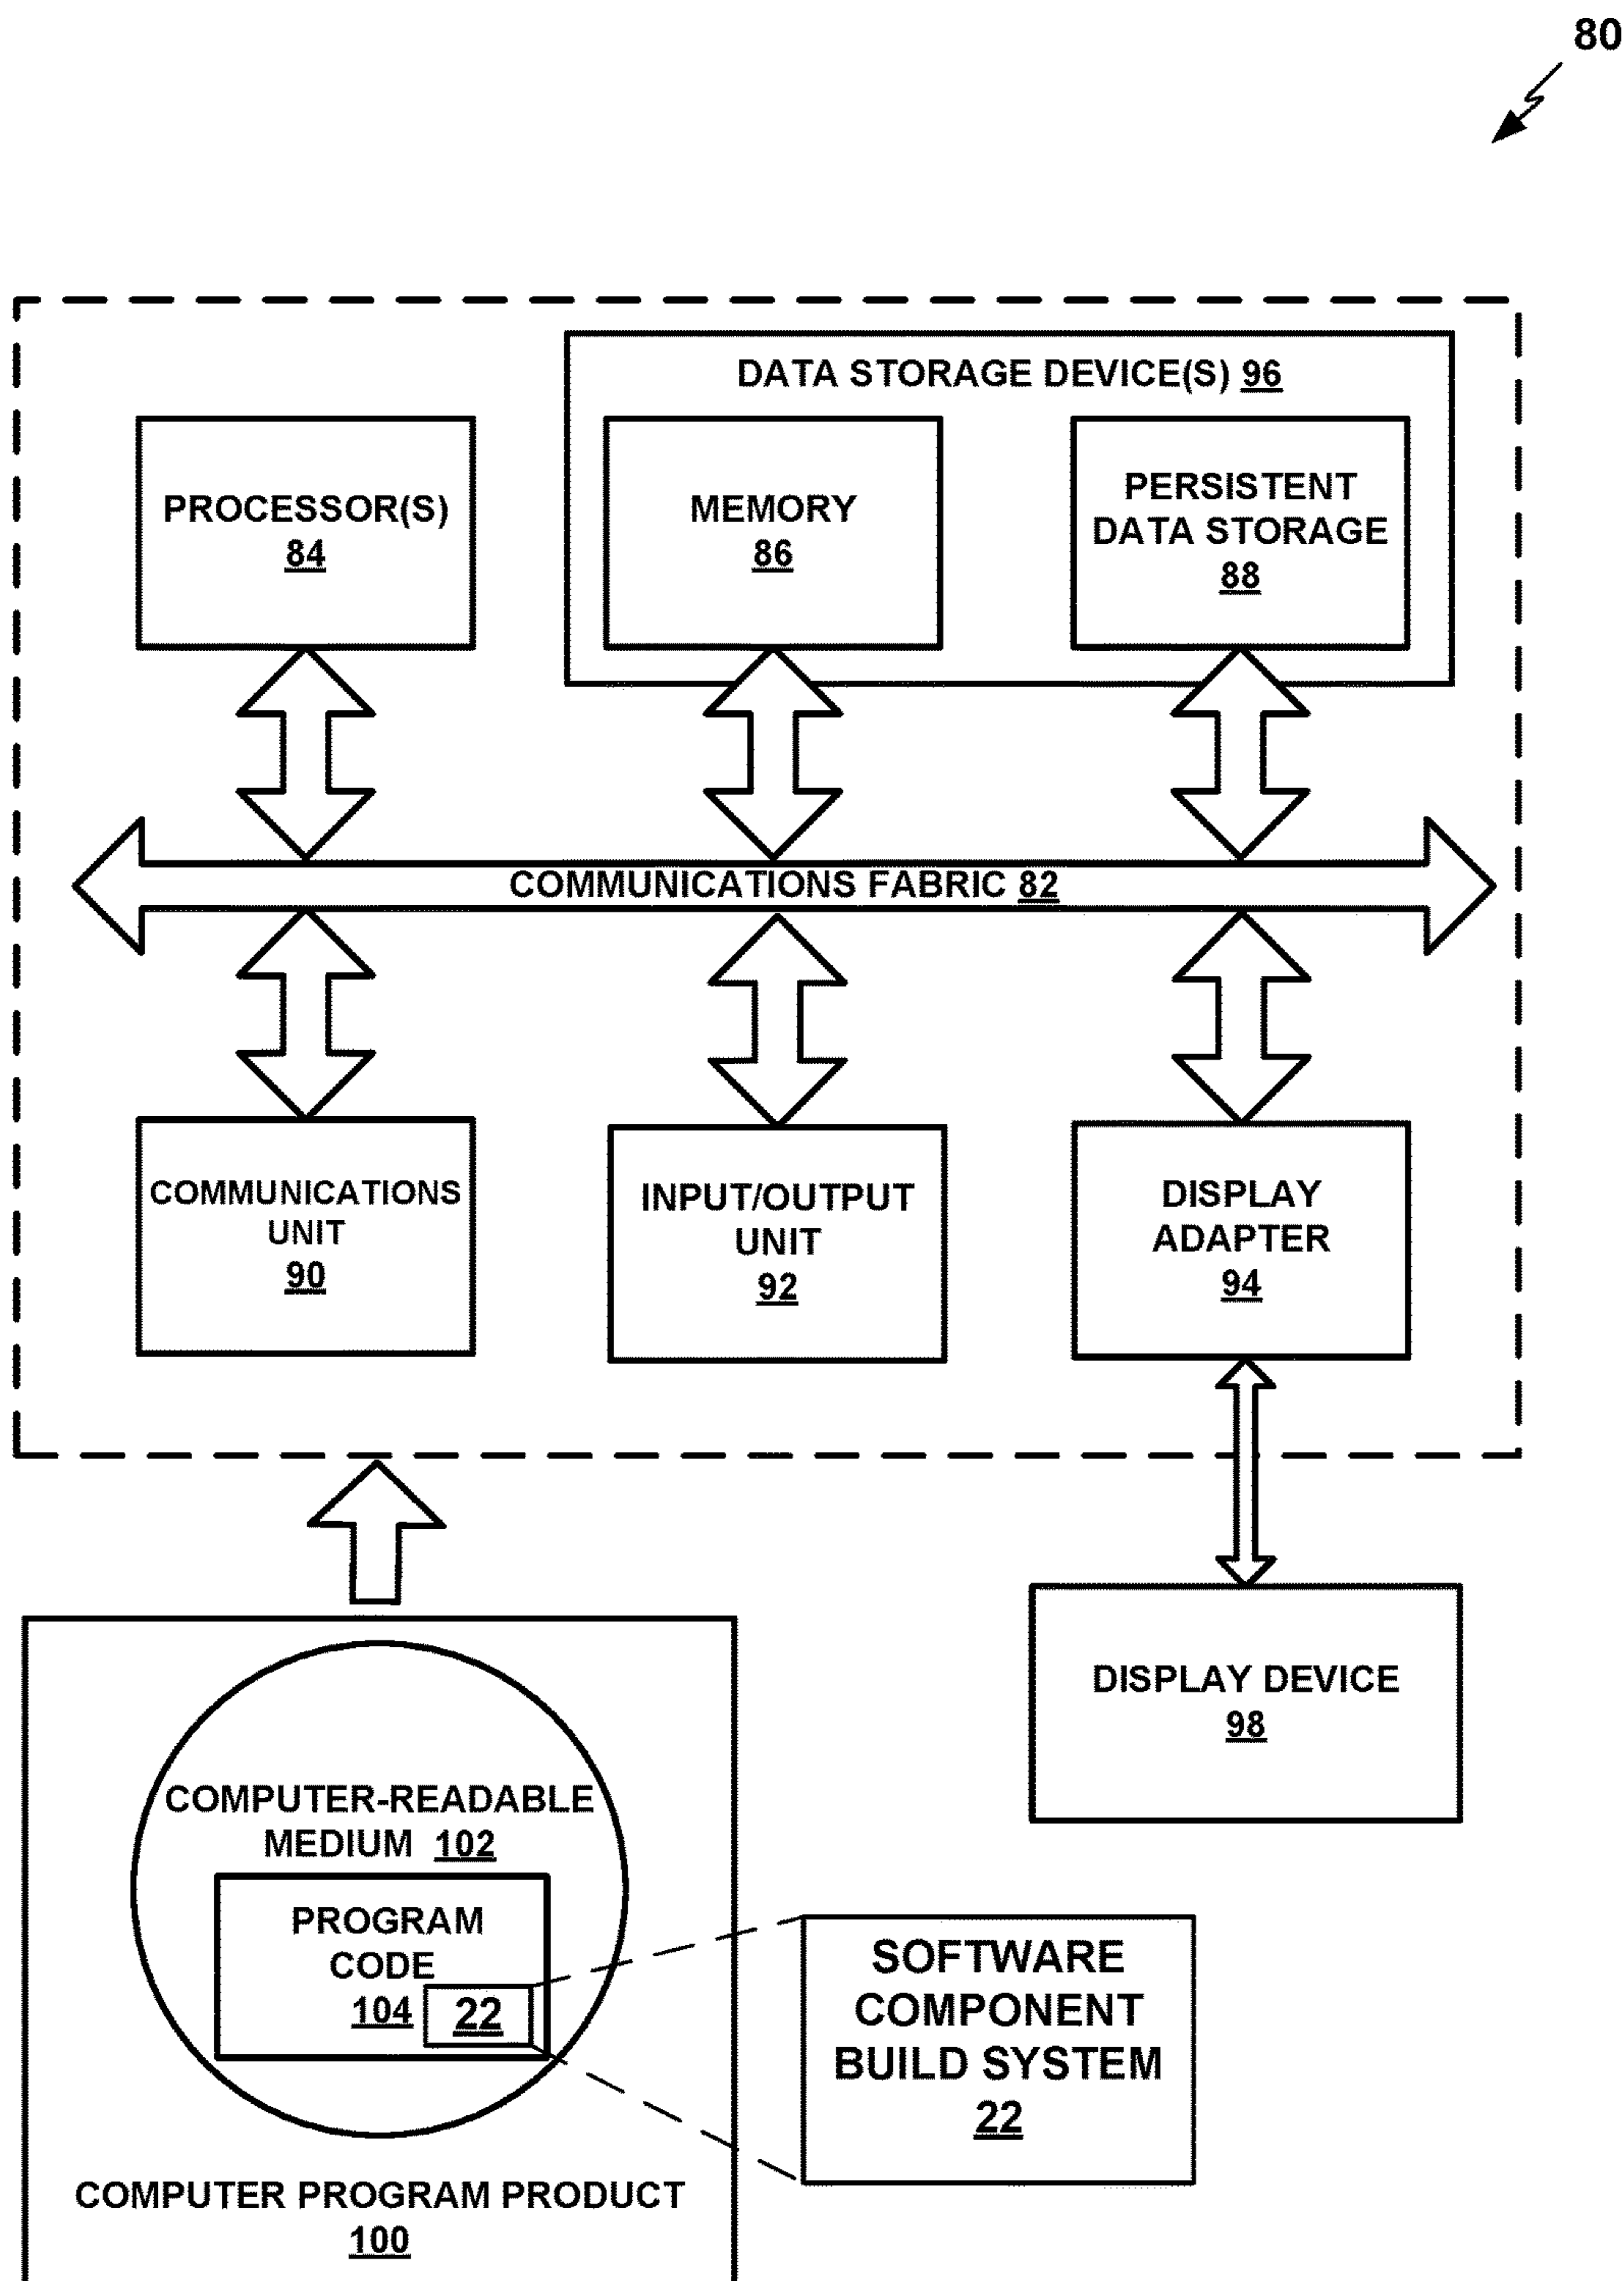 80
DATA STORAGE DEVICE(S) 96
PROCESSOR(S)
84
MEMORY
86
PERSISTENT
DATA STORAGE
88
COMMUNICATIONS FABRIC 82
COMMUNICATIONS
UNIT
90
INPUT/OUTPUT
UNIT
92
DISPLAY
ADAPTER
94
DISPLAY DEVICE
98
COMPUTER-READABLE
MEDIUM 102
PROGRAM
CODE
104
22
SOFTWARE
COMPONENT
BUILD SYSTEM
22
COMPUTER PROGRAM PRODUCT
100